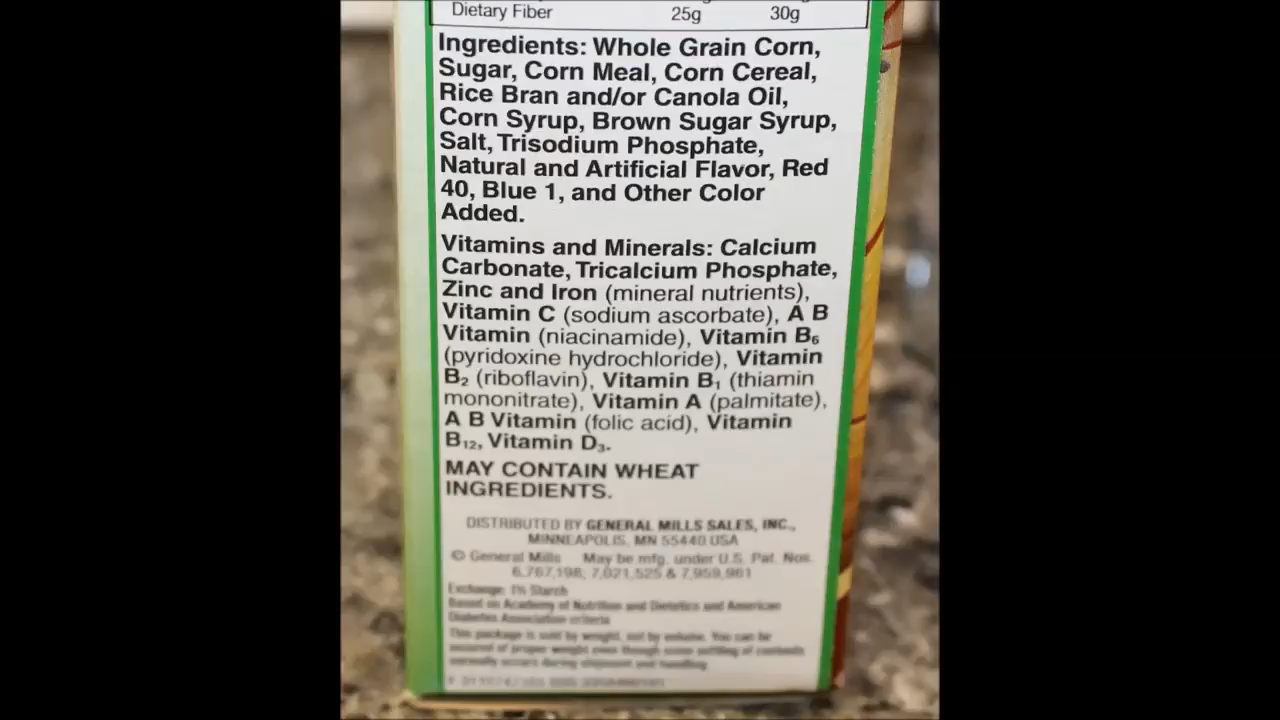 Dietary Fiber 25g 30g
Ingredients: Whole Grain Corn,
Sugar, Corn Meal, Corn Cereal,
Rice Bran and/or Canola Oil,
Corn Syrup, Brown Sugar Syrup,
Salt, Trisodium Phosphate,
Natural and Artificial Flavor, Red
40, Blue 1, and Other Color
Added.
Vitamins and Minerals: Calcium
Carbonate, Tricalcium Phosphate,
Zinc and Iron (mineral nutrients),
Vitamin C (sodium ascorbate), A B
Vitamin (niacinamide), Vitamin B₆
(pyridoxine hydrochloride), Vitamin
B₂ (riboflavin), Vitamin B₁ (thiamin
mononitrate), Vitamin A (palmitate),
A B Vitamin (folic acid), Vitamin
B₁₂, Vitamin D₃.
MAY CONTAIN WHEAT
INGREDIENTS.
DISTRIBUTED BY GENERAL MILLS SALES, INC.,
MINNEAPOLIS, MN 55440 USA
© General Mills May be mfg. under U.S. Pat. Nos.
6,767,198; 7,021,525 & 7,959,961
Exchange: 1½ Starch
Based on Academy of Nutrition and Dietetics and American
Diabetes Association criteria
This package is sold by weight, not by volume. You can be
assured of proper weight even though some settling of contents
normally occurs during shipment and handling.